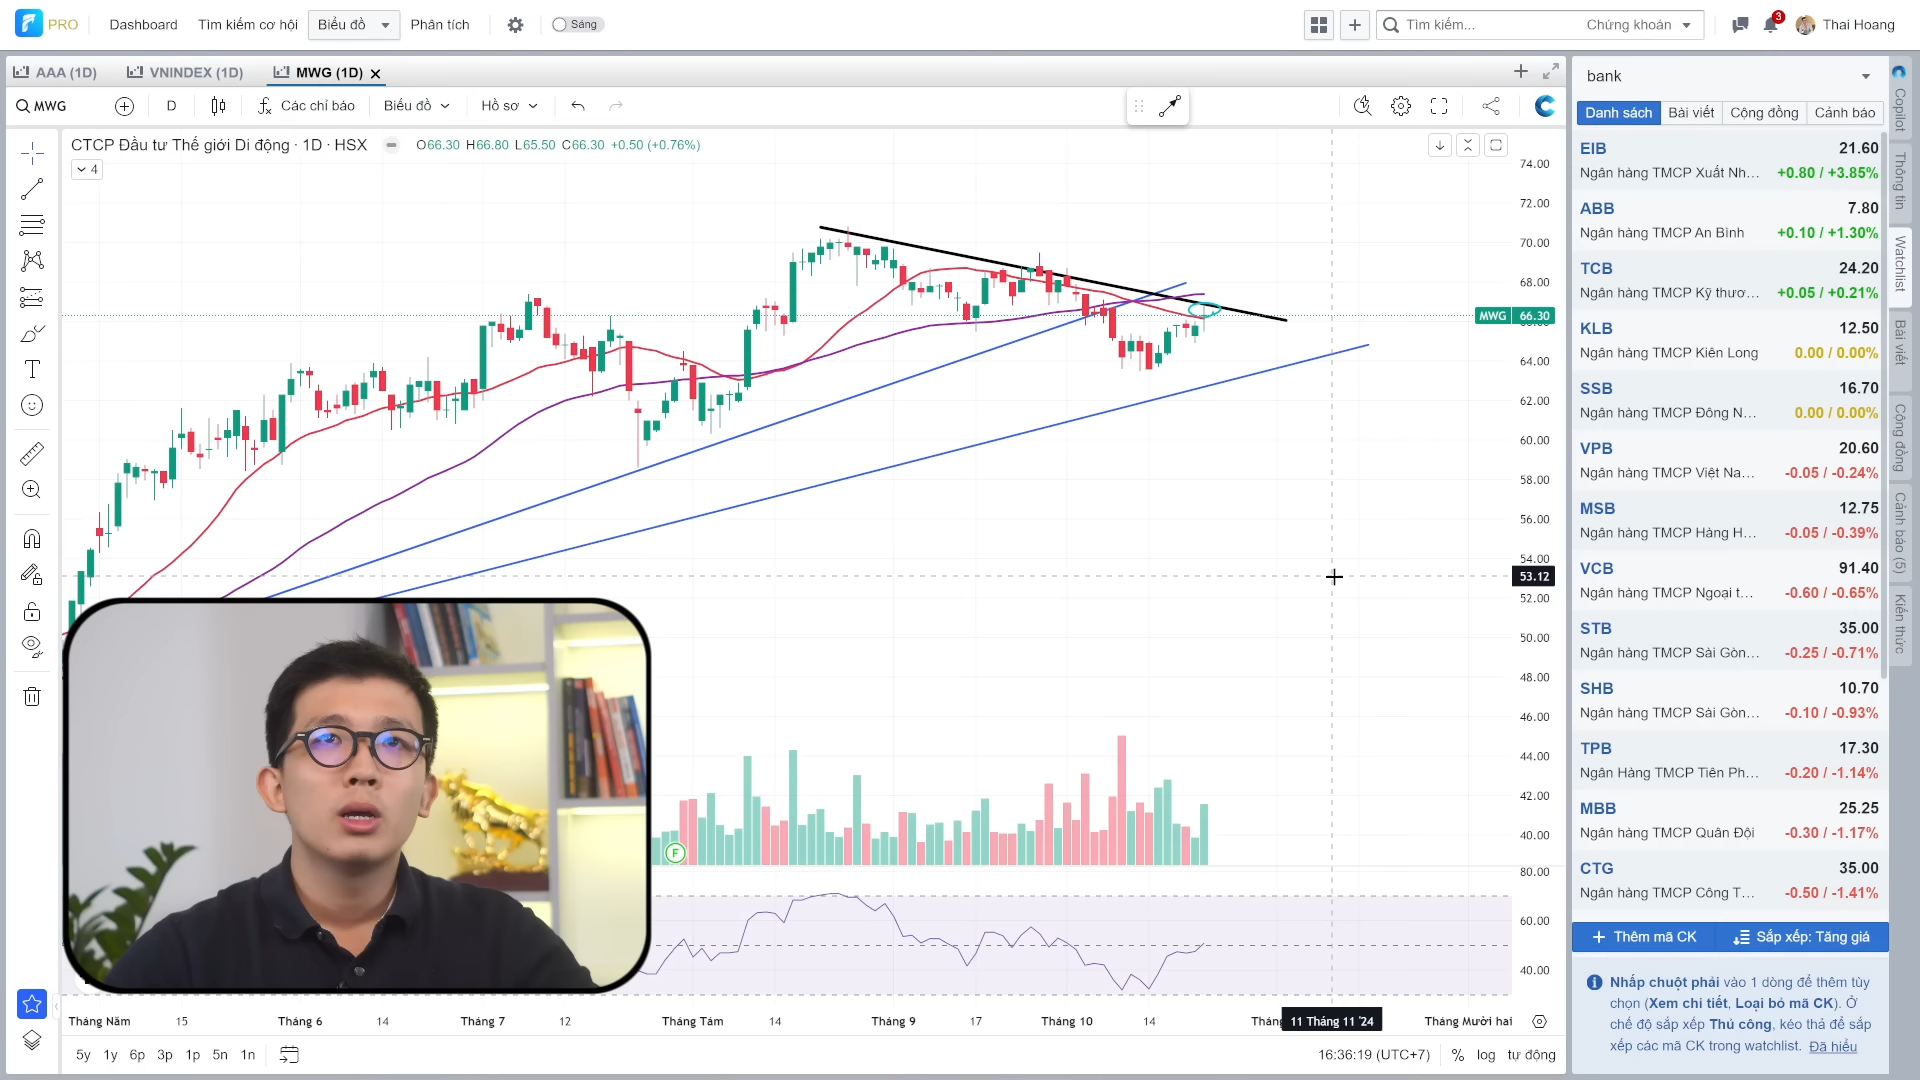 PRO
Dashboard
Tìm kiếm cơ hội
Biểu đồ
Phân tích
Sáng
Tìm kiếm...
Chứng khoán
3
Thai Hoang
AAA (1D)
VNINDEX (1D)
MWG (1D)
MWG
D
Các chỉ báo
Biểu đồ
Hồ sơ
CTCP Đầu tư Thế giới Di động · 1D · HSX
O66.30 H66.80 L65.50 C66.30 +0.50 (+0.76%)
4
74.00
72.00
70.00
68.00
MWG 66.30
64.00
62.00
60.00
58.00
56.00
54.00
53.12
52.00
50.00
48.00
46.00
44.00
42.00
40.00
80.00
60.00
40.00
F
Tháng Năm
15
Tháng 6
14
Tháng 7
12
Tháng Tám
14
Tháng 9
17
Tháng 10
14
11 Tháng 11 '24
Tháng Mười hai
5y 1y 6p 3p 1p 5n 1n
16:36:19 (UTC+7)
%
log
tự động
bank
Danh sách
Bài viết
Cộng đồng
Cảnh báo
EIB 21.60
Ngân hàng TMCP Xuất Nh... +0.80 / +3.85%
ABB 7.80
Ngân hàng TMCP An Bình +0.10 / +1.30%
TCB 24.20
Ngân hàng TMCP Kỹ thươ... +0.05 / +0.21%
KLB 12.50
Ngân hàng TMCP Kiên Long 0.00 / 0.00%
SSB 16.70
Ngân hàng TMCP Đông N... 0.00 / 0.00%
VPB 20.60
Ngân hàng TMCP Việt Na... -0.05 / -0.24%
MSB 12.75
Ngân hàng TMCP Hàng H... -0.05 / -0.39%
VCB 91.40
Ngân hàng TMCP Ngoại t... -0.60 / -0.65%
STB 35.00
Ngân hàng TMCP Sài Gòn... -0.25 / -0.71%
SHB 10.70
Ngân hàng TMCP Sài Gòn... -0.10 / -0.93%
TPB 17.30
Ngân Hàng TMCP Tiên Ph... -0.20 / -1.14%
MBB 25.25
Ngân hàng TMCP Quân Đội -0.30 / -1.17%
CTG 35.00
Ngân hàng TMCP Công T... -0.50 / -1.41%
Thêm mã CK
Sắp xếp: Tăng giá
Nhấp chuột phải vào 1 dòng để thêm tùy
chọn (Xem chi tiết, Loại bỏ mã CK). Ở
chế độ sắp xếp Thủ công, kéo thả để sắp
xếp các mã CK trong watchlist. Đã hiểu
Copilot
Thông tin
Watchlist
Bài viết
Cộng đồng
Cảnh báo (5)
Kiến thức